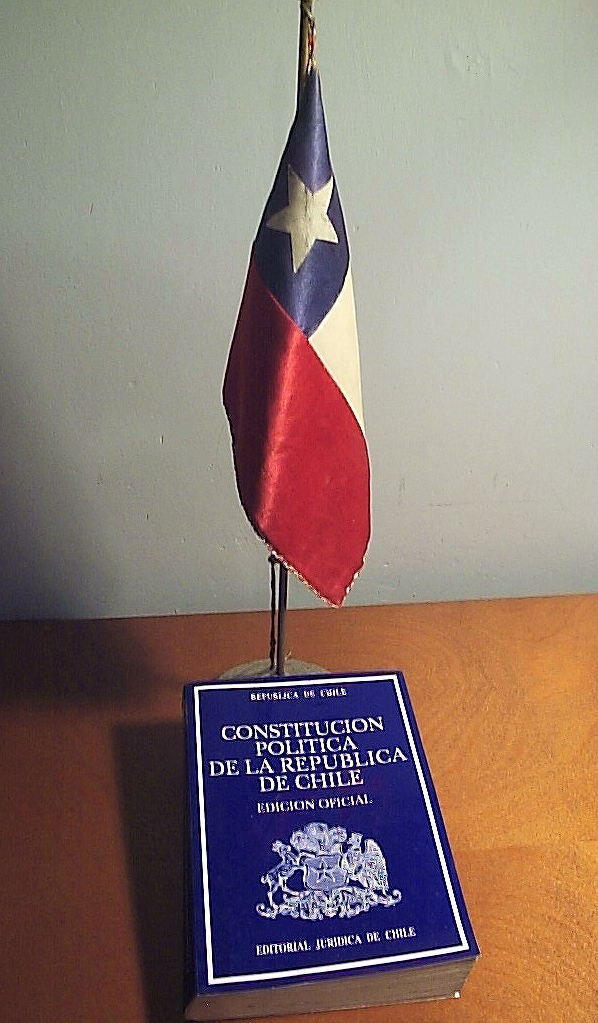 REPUBLICA DE CHILE
CONSTITUCION
POLITICA
DE LA REPUBLICA
DE CHILE
EDICION OFICIAL
EDITORIAL JURIDICA DE CHILE